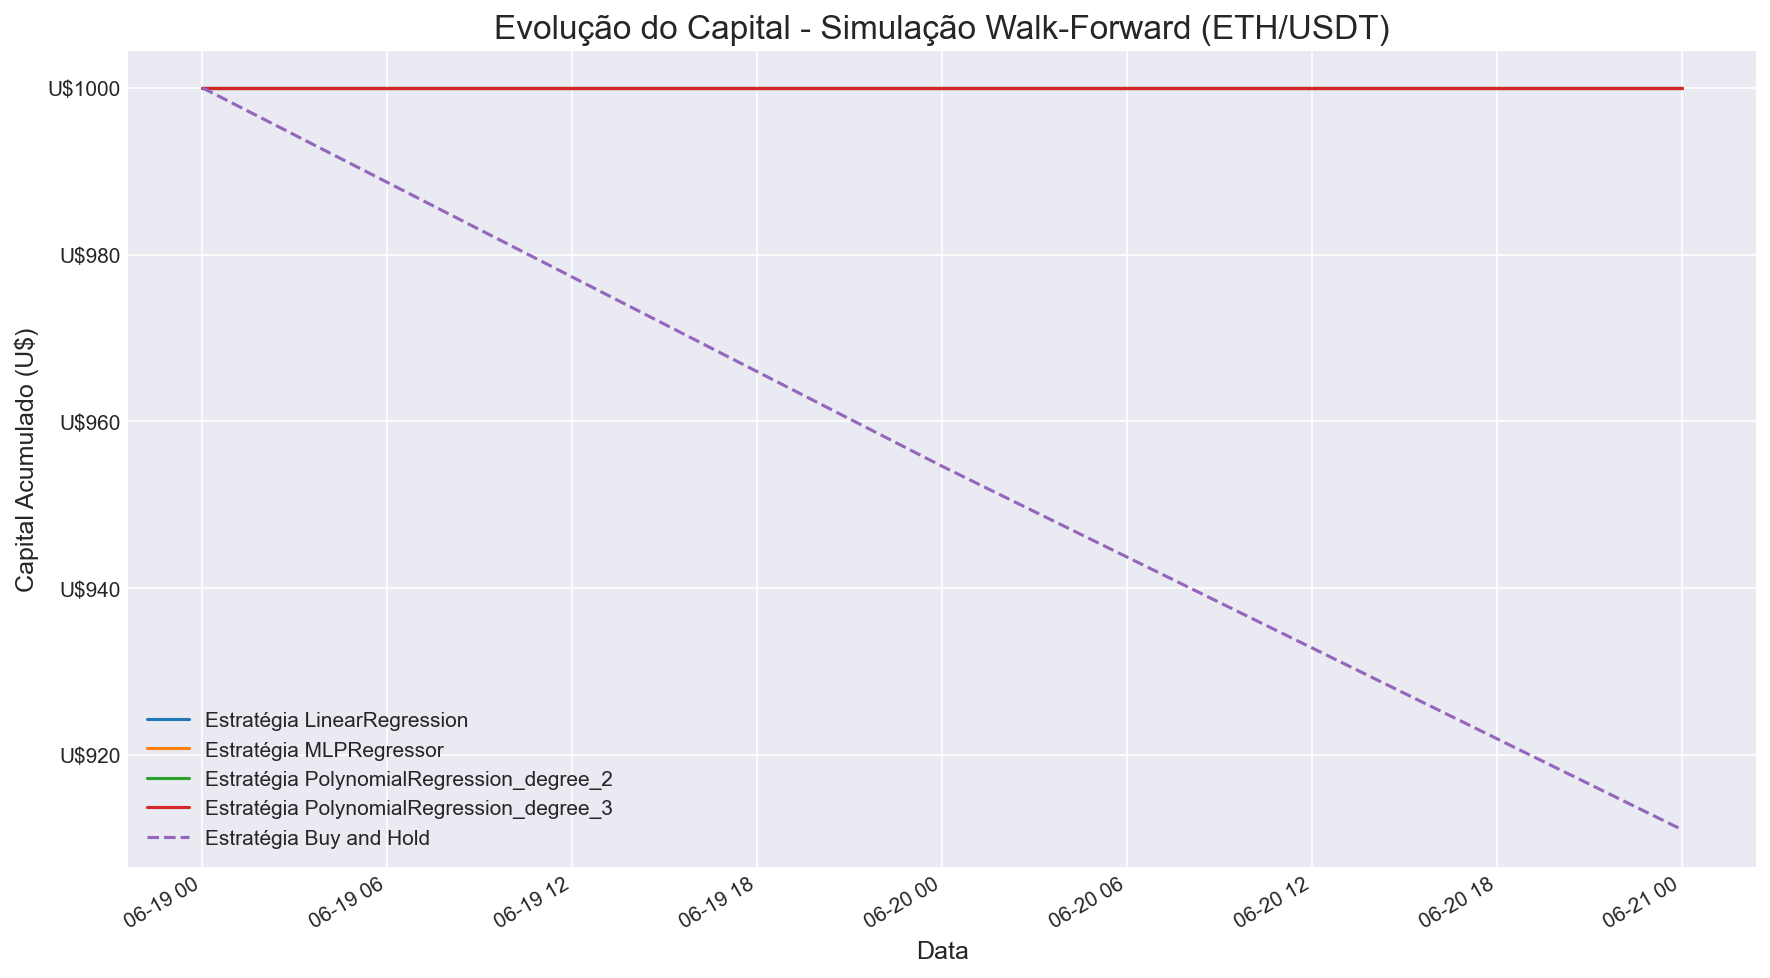 Evolução do Capital - Simulação Walk-Forward (ETH/USDT)
U$1000
U$980
U$960
U$940
U$920
Capital Acumulado (U$)
Estratégia LinearRegression
Estratégia MLPRegressor
Estratégia PolynomialRegression_degree_2
Estratégia PolynomialRegression_degree_3
Estratégia Buy and Hold
06-19 00
06-19 06
06-19 12
06-19 18
06-20 00
06-20 06
06-20 12
06-20 18
06-21 00
Data